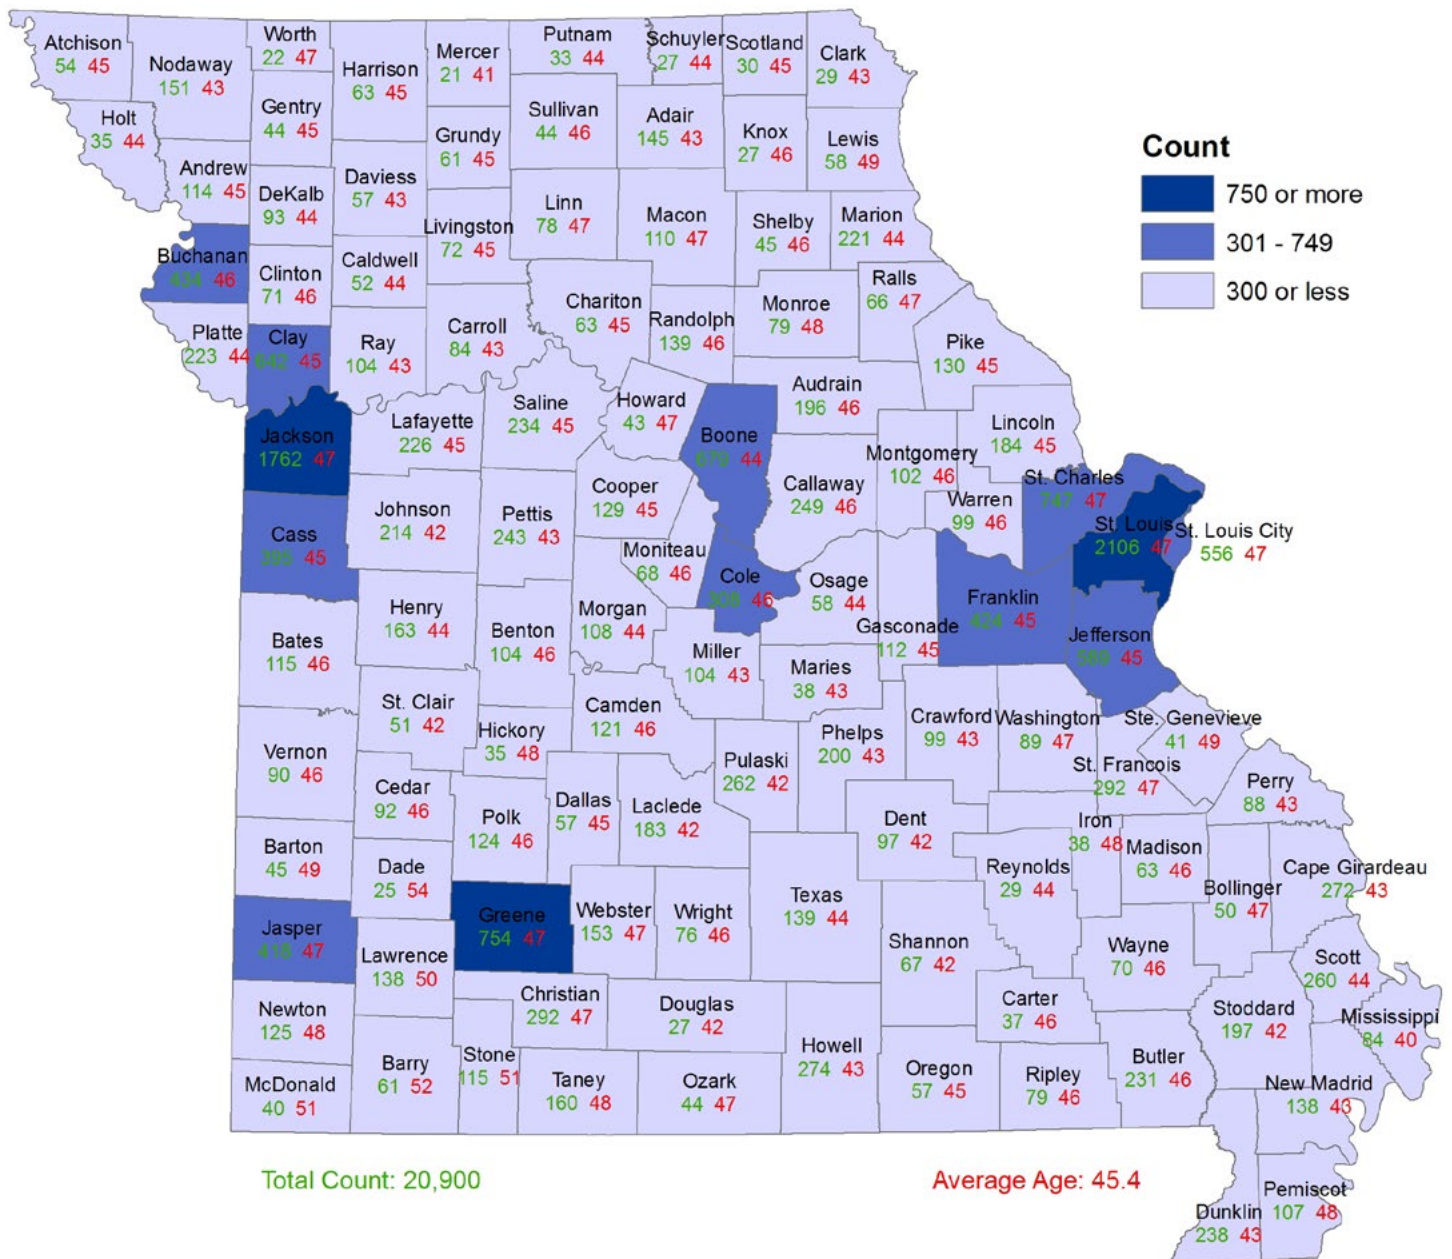 Atchison
54 45
Nodaway
151 43
Worth
22 47
Harrison
63 45
Mercer
21 41
Putnam
33 44
Schuyler
27 44
Scotland
30 45
Clark
29 43
Holt
35 44
Gentry
44 45
Grundy
61 45
Sullivan
44 46
Adair
145 43
Knox
27 46
Lewis
58 49
Andrew
114 45
DeKalb
93 44
Daviess
57 43
Livingston
72 45
Linn
78 47
Macon
110 47
Shelby
45 46
Marion
221 44
Buchanan
434 46
Clinton
71 46
Caldwell
52 44
Chariton
63 45
Randolph
139 46
Monroe
79 48
Ralls
66 47
Platte
223 44
Clay
642 45
Ray
104 43
Carroll
84 43
Pike
130 45
Audrain
196 46
Jackson
1762 47
Lafayette
226 45
Saline
234 45
Howard
43 47
Boone
679 44
Lincoln
184 45
Montgomery
102 46
Callaway
249 46
Warren
99 46
St. Charles
747 47
St. Louis
2106 47
St. Louis City
556 47
Cass
395 45
Johnson
214 42
Pettis
243 43
Cooper
129 45
Moniteau
68 46
Cole
46
Osage
58 44
Gasconade
112 45
Franklin
424 45
Jefferson
45
Bates
115 46
Henry
163 44
Benton
104 46
Morgan
108 44
Miller
104 43
Maries
38 43
St. Clair
51 42
Hickory
35 48
Camden
121 46
Pulaski
262 42
Phelps
200 43
Crawford
99 43
Washington
89 47
Ste. Genevieve
41 49
St. Francois
292 47
Perry
88 43
Vernon
90 46
Cedar
92 46
Polk
124 46
Dallas
57 45
Laclede
183 42
Dent
97 42
Iron
38 48
Madison
63 46
Reynolds
29 44
Bollinger
50 47
Cape Girardeau
272 43
Barton
45 49
Dade
25 54
Greene
754 47
Webster
153 47
Wright
76 46
Texas
139 44
Shannon
67 42
Wayne
70 46
Scott
260 44
Jasper
418 47
Lawrence
138 50
Christian
292 47
Douglas
27 42
Howell
274 43
Carter
37 46
Stoddard
197 42
Mississippi
84 40
Newton
125 48
Barry
61 52
Stone
115 51
Taney
160 48
Ozark
44 47
Oregon
57 45
Ripley
79 46
Butler
231 46
New Madrid
138 43
McDonald
40 51
Dunklin
238 43
Pemiscot
107 48
Count
750 or more
301 - 749
300 or less
Total Count: 20,900
Average Age: 45.4